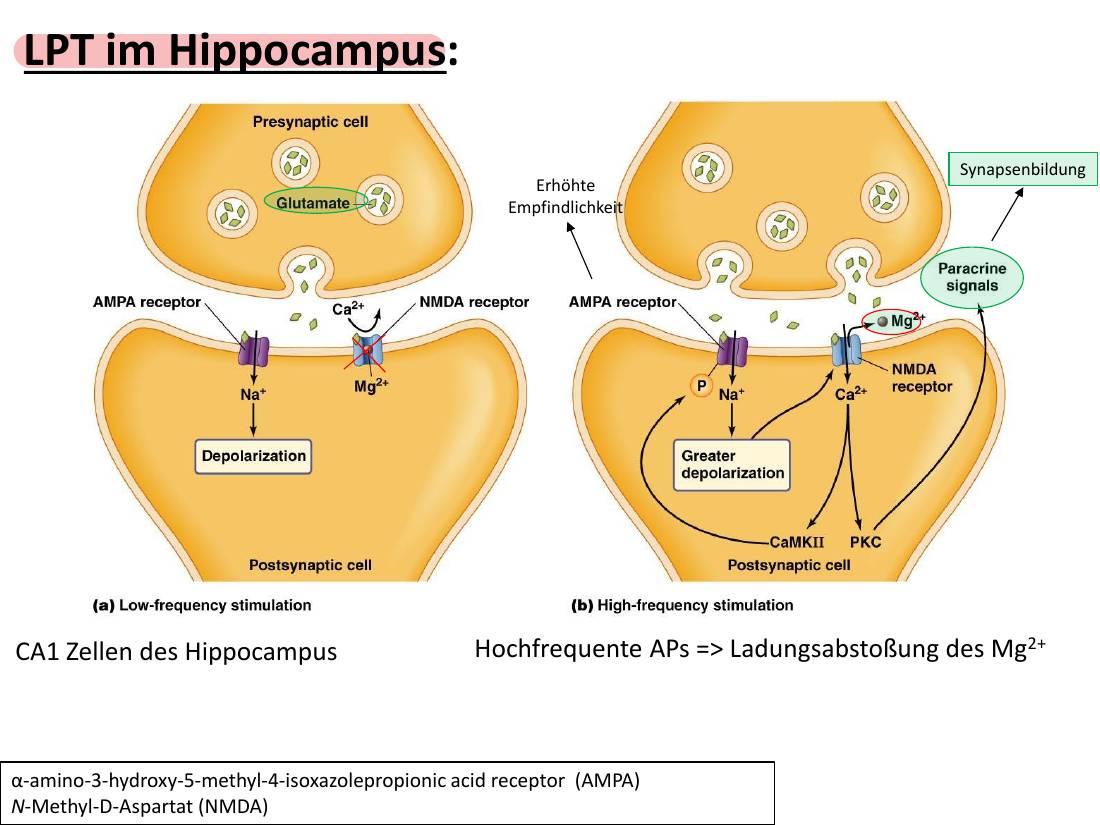 LPT im Hippocampus:
Presynaptic cell
Glutamate
AMPA receptor
Ca²⁺
NMDA receptor
Mg²⁺
Na⁺
Depolarization
Postsynaptic cell
(a) Low-frequency stimulation
CA1 Zellen des Hippocampus
Erhöhte
Empfindlichkeit
Synapsenbildung
Paracrine
signals
AMPA receptor
Mg²⁺
NMDA
receptor
P
Na⁺
Ca²⁺
Greater
depolarization
CaMKII
PKC
Postsynaptic cell
(b) High-frequency stimulation
Hochfrequente APs => Ladungsabstoßung des Mg²⁺
α-amino-3-hydroxy-5-methyl-4-isoxazolepropionic acid receptor (AMPA)
N-Methyl-D-Aspartat (NMDA)